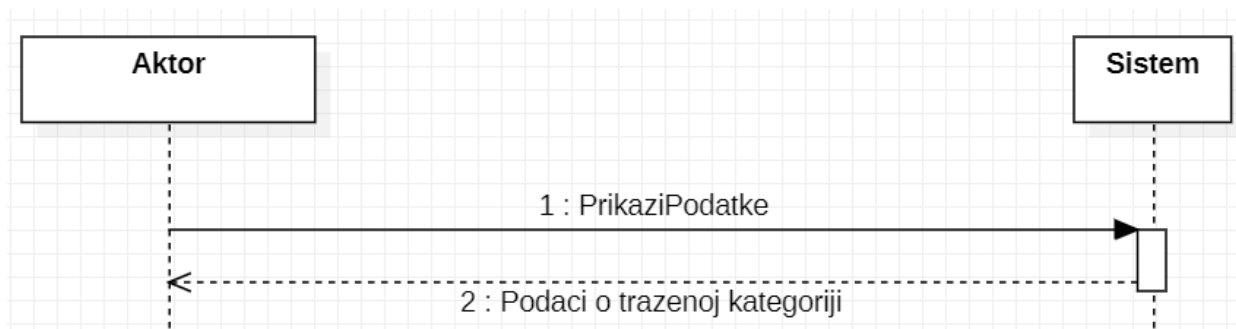 Aktor
Sistem
1 : PrikaziPodatke
2 : Podaci o trazenoj kategoriji